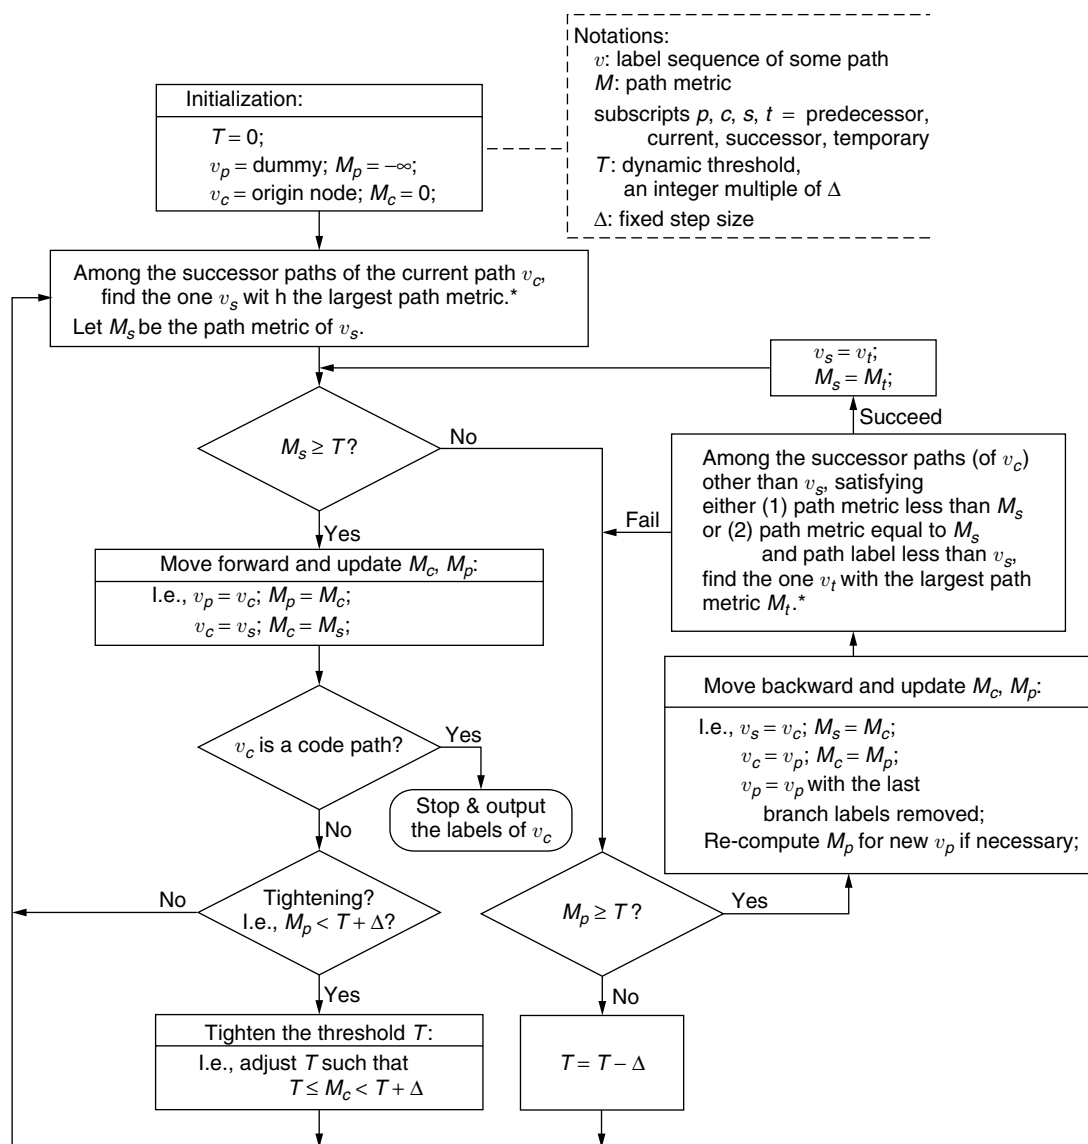 Notations:
v: label sequence of some path
M: path metric
subscripts p, c, s, t = predecessor,
current, successor, temporary
T: dynamic threshold,
an integer multiple of Δ
Δ: fixed step size
Initialization:
T = 0;
v_p = dummy; M_p = −∞;
v_c = origin node; M_c = 0;
Among the successor paths of the current path v_c,
find the one v_s wit h the largest path metric.*
Let M_s be the path metric of v_s.
v_s = v_t;
M_s = M_t;
Succeed
M_s ≥ T?
No
Yes
Among the successor paths (of v_c)
other than v_s, satisfying
either (1) path metric less than M_s
or (2) path metric equal to M_s
and path label less than v_s,
find the one v_t with the largest path
metric M_t.*
Fail
Move forward and update M_c, M_p:
I.e., v_p = v_c; M_p = M_c;
v_c = v_s; M_c = M_s;
Move backward and update M_c, M_p:
I.e., v_s = v_c; M_s = M_c;
v_c = v_p; M_c = M_p;
v_p = v_p with the last
branch labels removed;
Re-compute M_p for new v_p if necessary;
v_c is a code path?
Yes
Stop & output
the labels of v_c
No
Tightening?
I.e., M_p < T + Δ?
No
Yes
M_p ≥ T?
Yes
No
Tighten the threshold T:
I.e., adjust T such that
T ≤ M_c < T + Δ
T = T − Δ